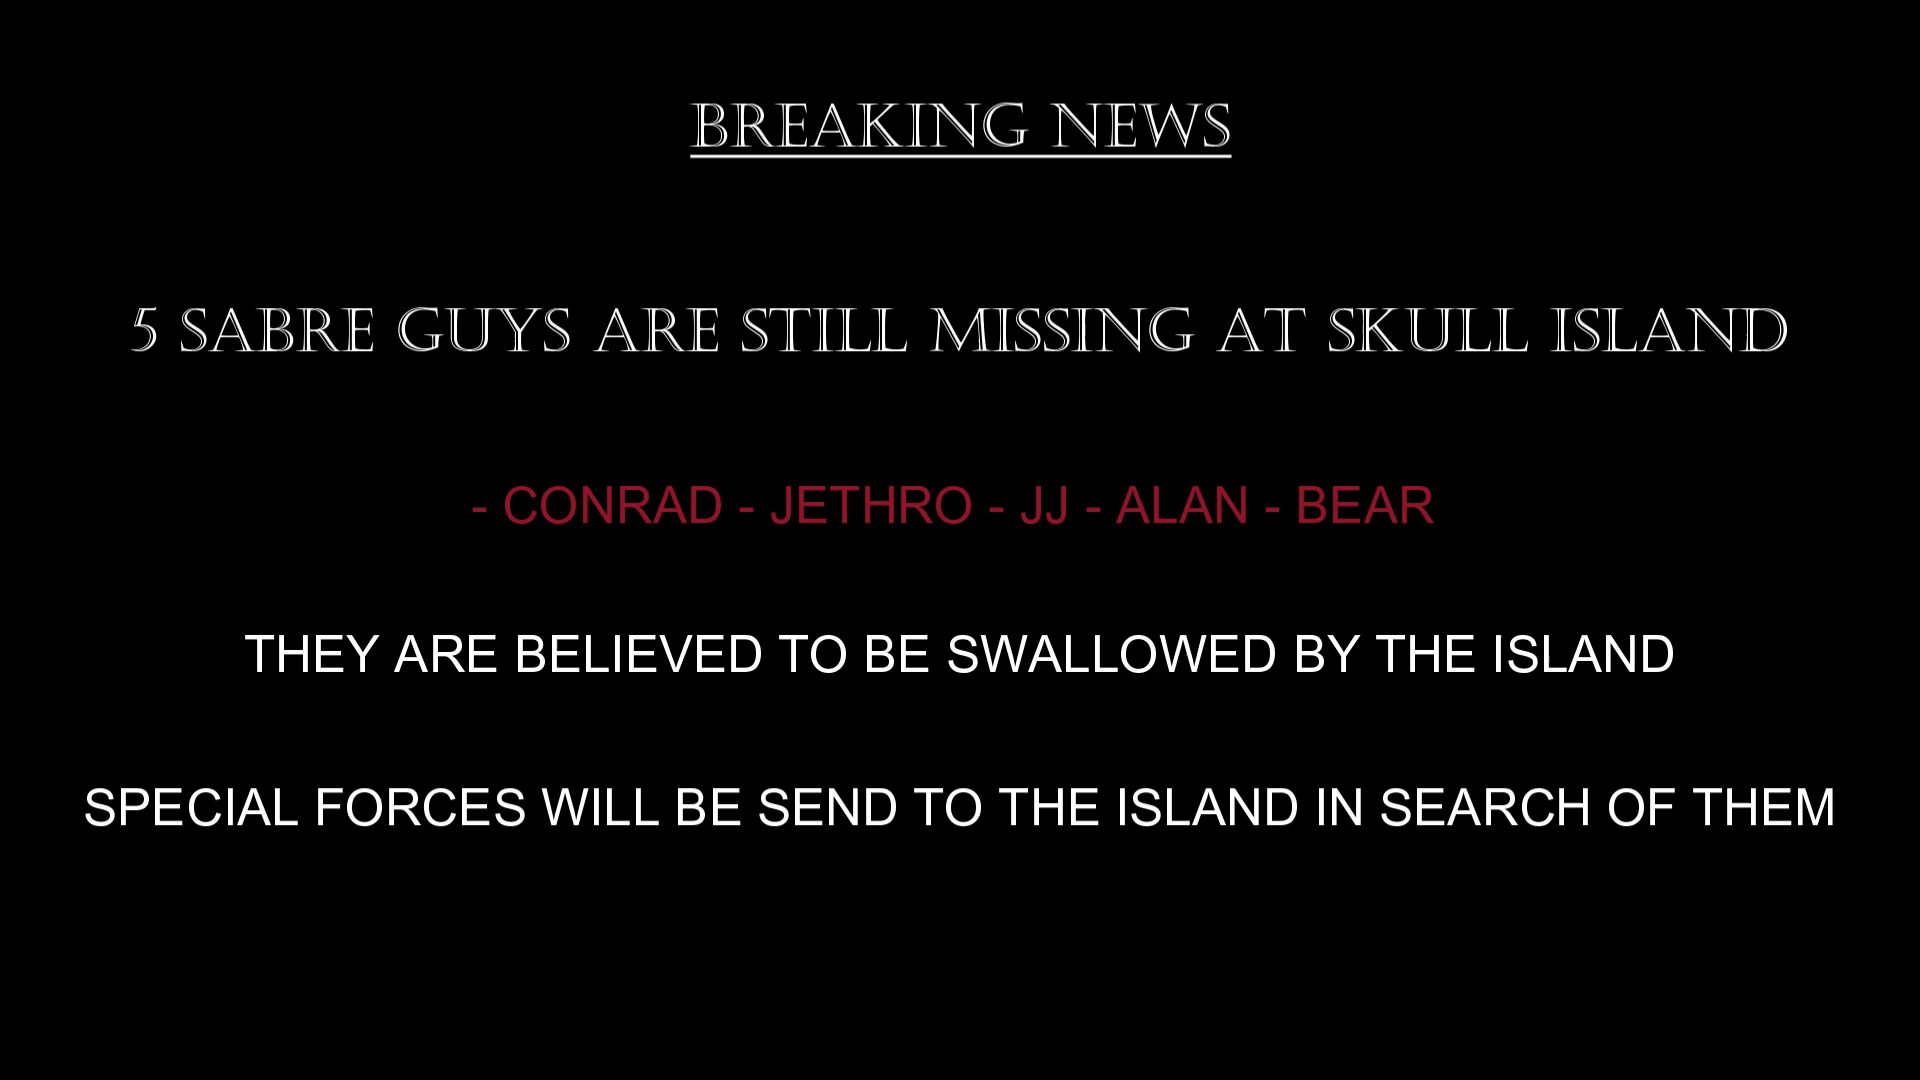 BREAKING NEWS
5 SABRE GUYS ARE STILL MISSING AT SKULL ISLAND
- CONRAD - JETHRO - JJ - ALAN - BEAR
THEY ARE BELIEVED TO BE SWALLOWED BY THE ISLAND
SPECIAL FORCES WILL BE SEND TO THE ISLAND IN SEARCH OF THEM